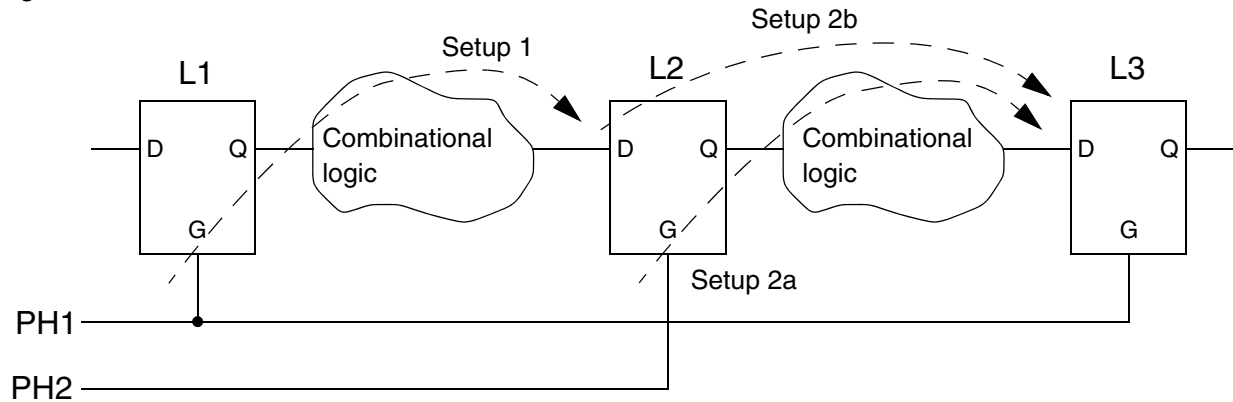 Setup 2b
Setup 1
L1
L2
L3
D
Q
Combinational
logic
D
Q
Combinational
logic
D
Q
G
G
G
Setup 2a
PH1
PH2